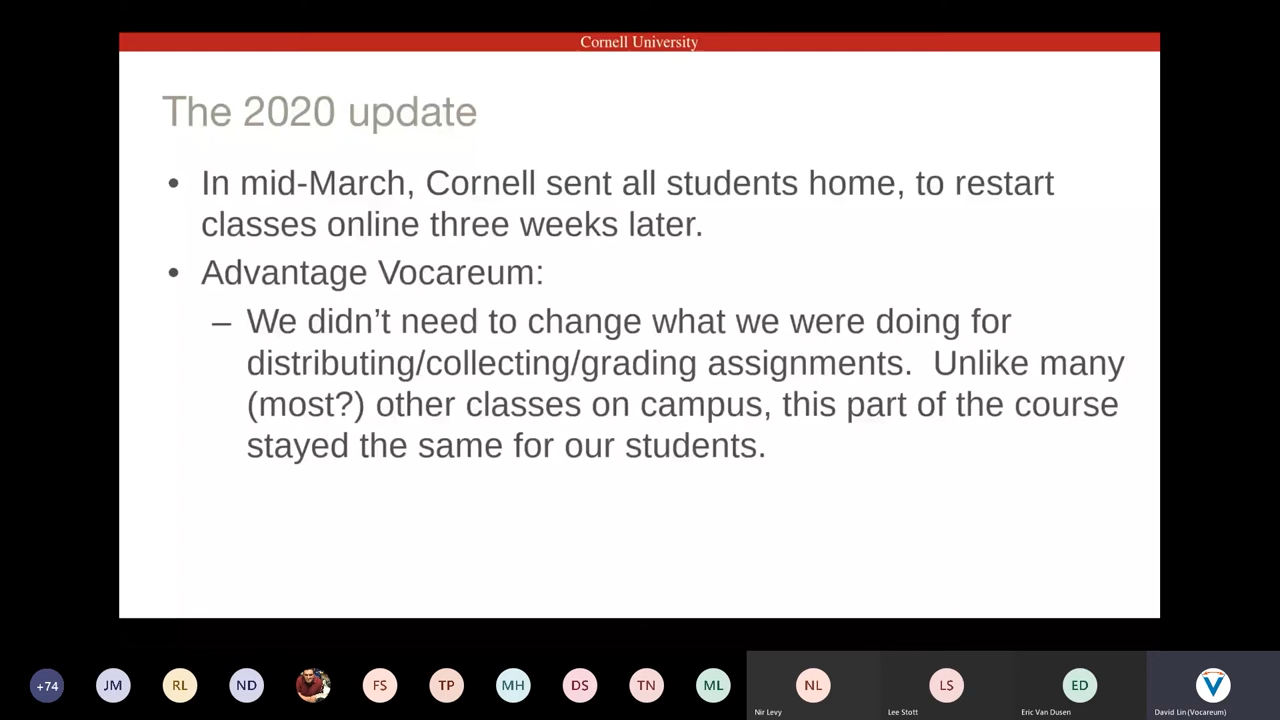 Cornell University
The 2020 update
• In mid-March, Cornell sent all students home, to restart
classes online three weeks later.
• Advantage Vocareum:
– We didn’t need to change what we were doing for
distributing/collecting/grading assignments.  Unlike many
(most?) other classes on campus, this part of the course
stayed the same for our students.
+74
JM
RL
ND
FS
TP
MH
DS
TN
ML
NL
LS
ED
Nir Levy
Lee Stott
Eric Van Dusen
David Lin (Vocareum)